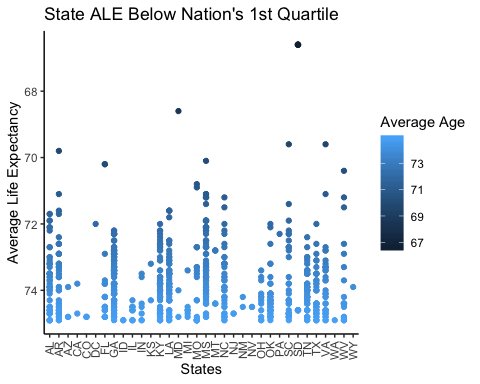 State ALE Below Nation's 1st Quartile
Average Life Expectancy
68
70
72
74
AL AR AZ CA CO DC FL GA ID IL IN KS KY LA MD MI MO MS MT NC NJ NM NV OH OK PA SC SD TN TX VA WA WV WY
States
Average Age
73
71
69
67